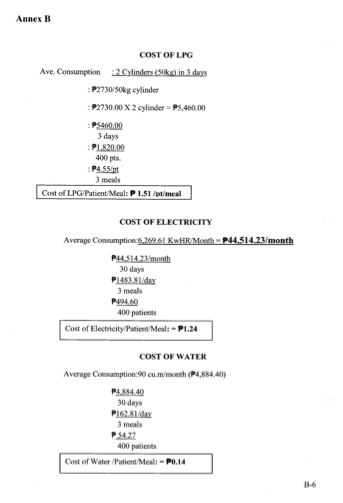 Annex B
COST OF LPG
Ave. Consumption : 2 Cylinders (50kg) in 3 days
: ₱2730/50kg cylinder
: ₱2730.00 X 2 cylinder = ₱5,460.00
: ₱5460.00
3 days
: ₱1,820.00
400 pts.
: ₱4.55/pt
3 meals
Cost of LPG/Patient/Meal: ₱ 1.51 /pt/meal
COST OF ELECTRICITY
Average Consumption:6,269.61 KwHR/Month = ₱44,514.23/month
₱44,514.23/month
30 days
₱1483.81/day
3 meals
₱494.60
400 patients
Cost of Electricity/Patient/Meal: = ₱1.24
COST OF WATER
Average Consumption:90 cu.m/month (₱4,884.40)
₱4,884.40
30 days
₱162.81/day
3 meals
₱ 54.27
400 patients
Cost of Water /Patient/Meal: = ₱0.14
B-6